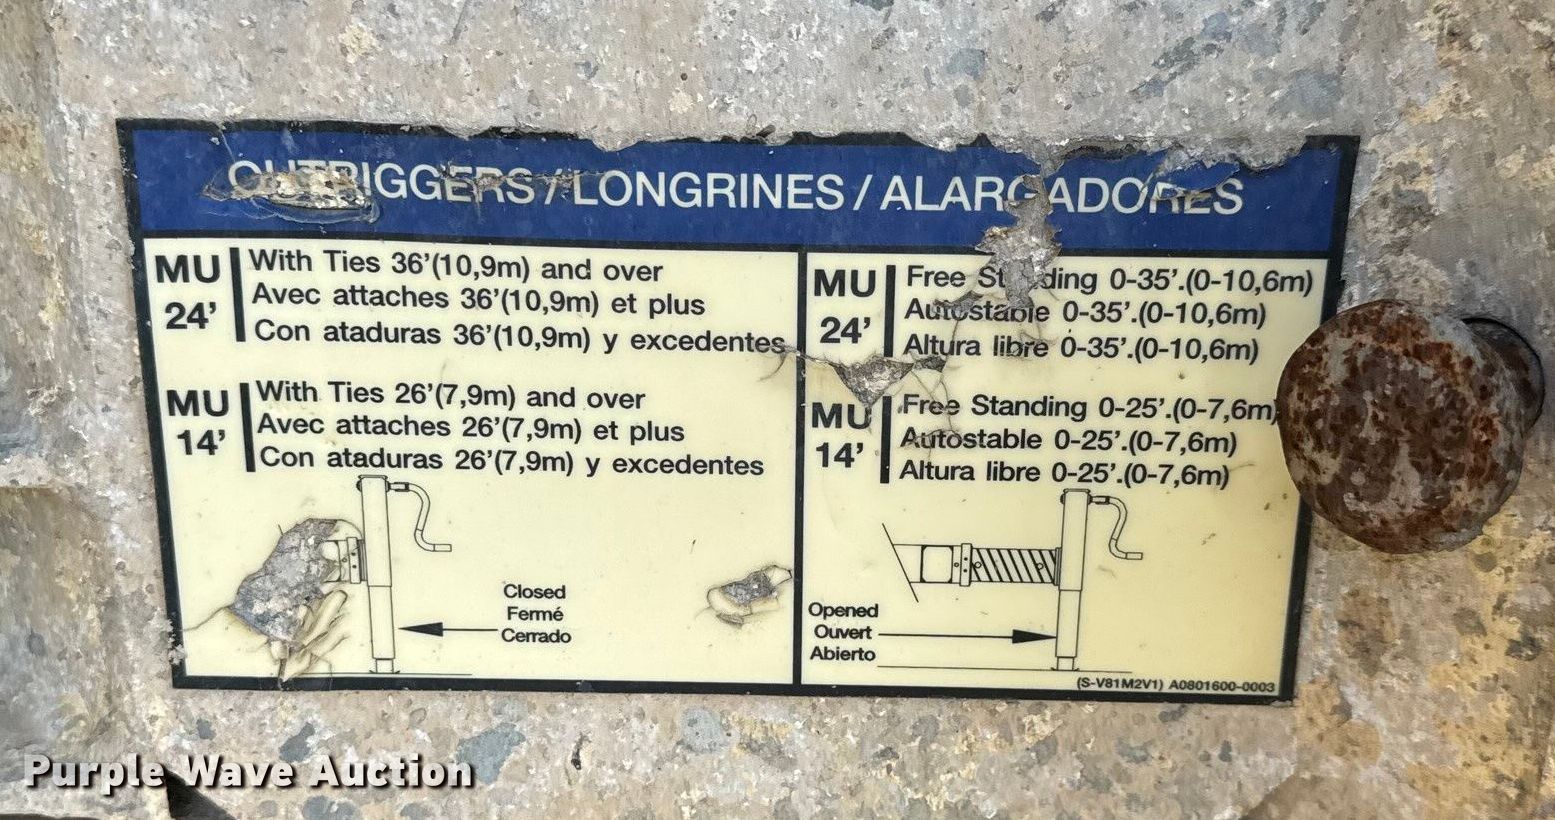 OUTRIGGERS / LONGRINES / ALARGADORES
MU 24'
With Ties 36'(10,9m) and over
Avec attaches 36'(10,9m) et plus
Con ataduras 36'(10,9m) y excedentes
MU 14'
With Ties 26'(7,9m) and over
Avec attaches 26'(7,9m) et plus
Con ataduras 26'(7,9m) y excedentes
Closed
Fermé
Cerrado
MU 24'
Free Standing 0-35'.(0-10,6m)
Autostable 0-35'.(0-10,6m)
Altura libre 0-35'.(0-10,6m)
MU 14'
Free Standing 0-25'.(0-7,6m)
Autostable 0-25'.(0-7,6m)
Altura libre 0-25'.(0-7,6m)
Opened
Ouvert
Abierto
(S-V81M2V1) A0801600-0003
Purple Wave Auction